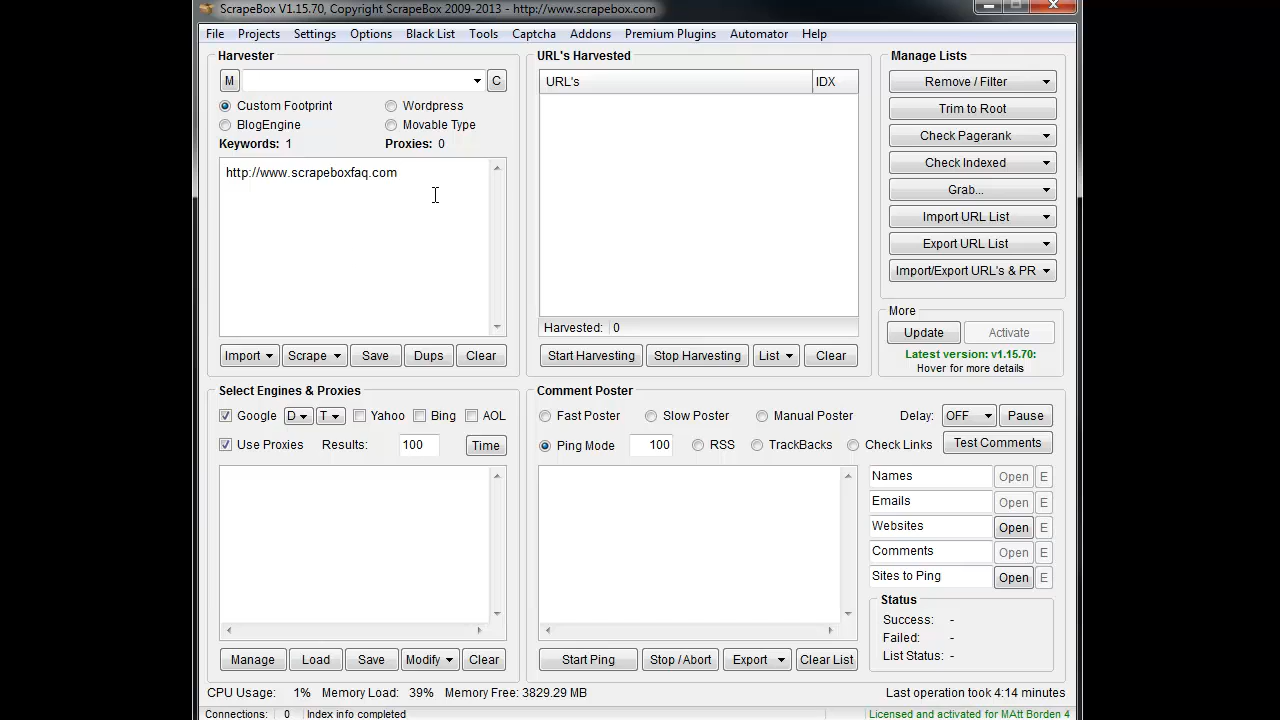 ScrapeBox V1.15.70, Copyright ScrapeBox 2009-2013 - http://www.scrapebox.com
File Projects Settings Options Black List Tools Captcha Addons Premium Plugins Automator Help
Harvester
M C
Custom Footprint Wordpress
BlogEngine Movable Type
Keywords: 1 Proxies: 0
http://www.scrapeboxfaq.com
Import Scrape Save Dups Clear
URL's Harvested
URL's IDX
Harvested: 0
Start Harvesting Stop Harvesting List Clear
Manage Lists
Remove / Filter
Trim to Root
Check Pagerank
Check Indexed
Grab...
Import URL List
Export URL List
Import/Export URL's & PR
More
Update Activate
Latest version: v1.15.70:
Hover for more details
Select Engines & Proxies
Google D T Yahoo Bing AOL
Use Proxies Results: 100 Time
Manage Load Save Modify Clear
Comment Poster
Fast Poster Slow Poster Manual Poster Delay: OFF Pause
Ping Mode 100 RSS TrackBacks Check Links Test Comments
Names Open E
Emails Open E
Websites Open E
Comments Open E
Sites to Ping Open E
Status
Success: -
Failed: -
List Status: -
Start Ping Stop / Abort Export Clear List
CPU Usage: 1% Memory Load: 39% Memory Free: 3829.29 MB Last operation took 4:14 minutes
Connections: 0 Index info completed Licensed and activated for MAtt Borden 4